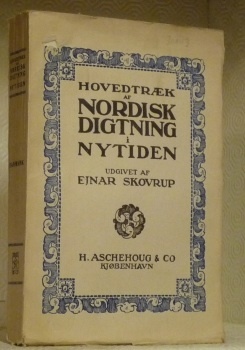 HOVEDTRÆK
AF
NORDISK
DIGTNING
i
NYTIDEN
UDGIVET AF
EJNAR SKOVRUP
H. ASCHEHOUG & CO
KJØBENHAVN